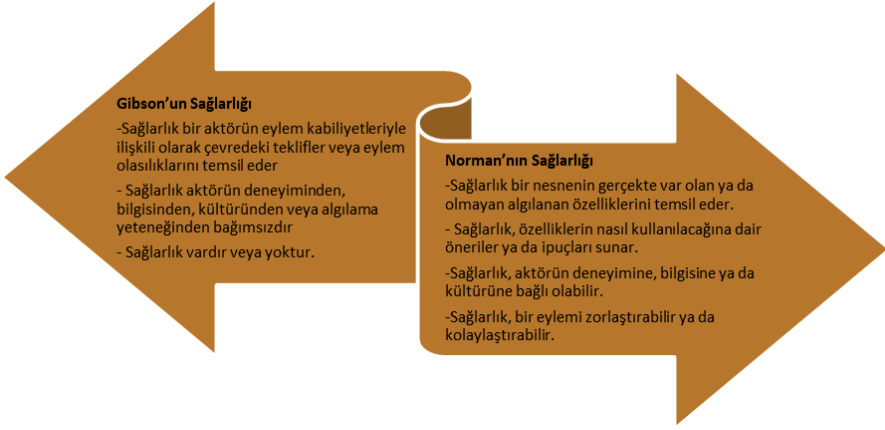 Gibson’un Sağlarlığı
-Sağlarlık bir aktörün eylem kabiliyetleriyle
ilişkili olarak çevredeki teklifler veya eylem
olasılıklarını temsil eder
- Sağlarlık aktörün deneyiminden,
bilgisinden, kültüründen veya algılama
yeteneğinden bağımsızdır
- Sağlarlık vardır veya yoktur.
Norman’nın Sağlarlığı
-Sağlarlık bir nesnenin gerçekte var olan ya da
olmayan algılanan özelliklerini temsil eder.
- Sağlarlık, özelliklerin nasıl kullanılacağına dair
öneriler ya da ipuçları sunar.
-Sağlarlık, aktörün deneyimine, bilgisine ya da
kültürüne bağlı olabilir.
-Sağlarlık, bir eylemi zorlaştırabilir ya da
kolaylaştırabilir.